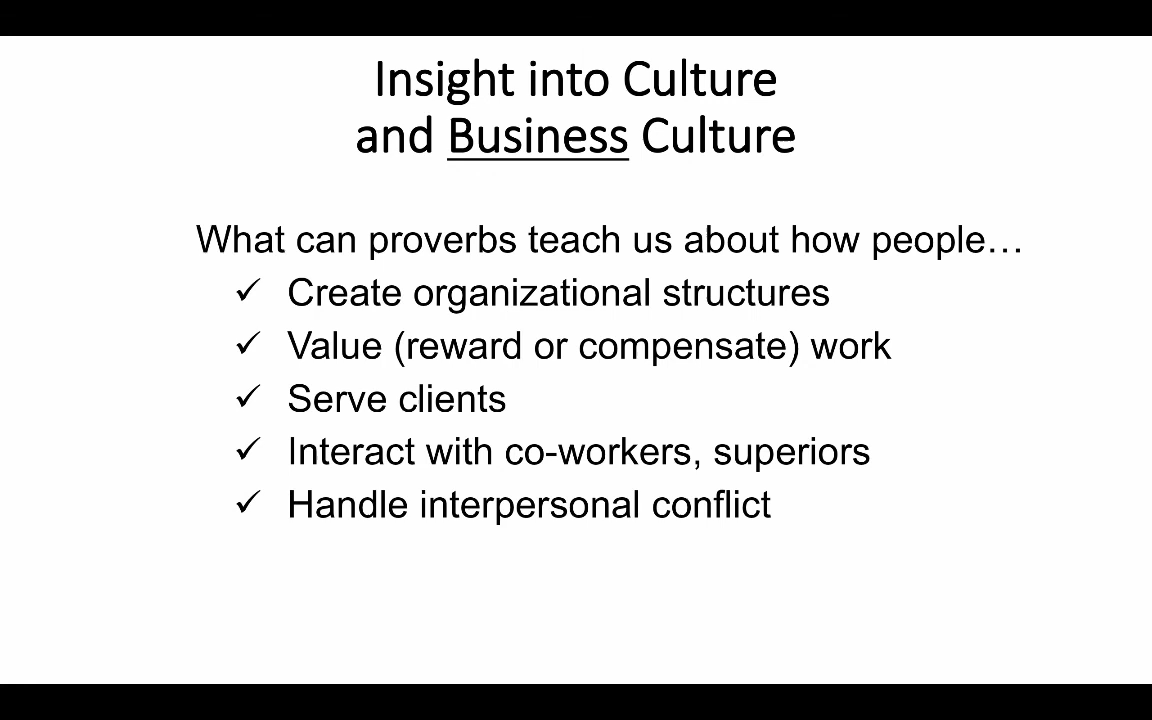 Insight into Culture
and Business Culture
What can proverbs teach us about how people…
✓ Create organizational structures
✓ Value (reward or compensate) work
✓ Serve clients
✓ Interact with co-workers, superiors
✓ Handle interpersonal conflict